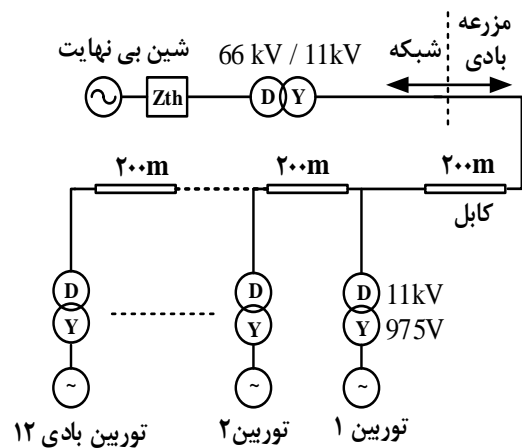 مزرعه
بادی
شبکه
66 kV / 11kV
شین بی نهایت
Zth
D Y
۲۰۰m
۲۰۰m
۲۰۰m
کابل
D
Y
D
Y
D
Y
11kV
975V
~
~
~
توربین ۱
توربین۲
توربین بادی ۱۲